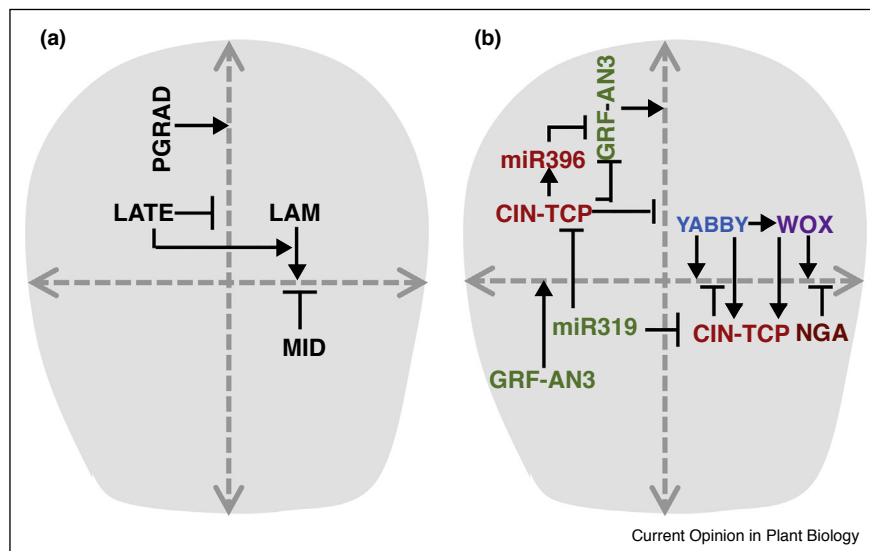 (a)
PGRAD
LATE
LAM
MID
(b)
GRF-AN3
miR396
CIN-TCP
YABBY
WOX
miR319
CIN-TCP
NGA
GRF-AN3
Current Opinion in Plant Biology